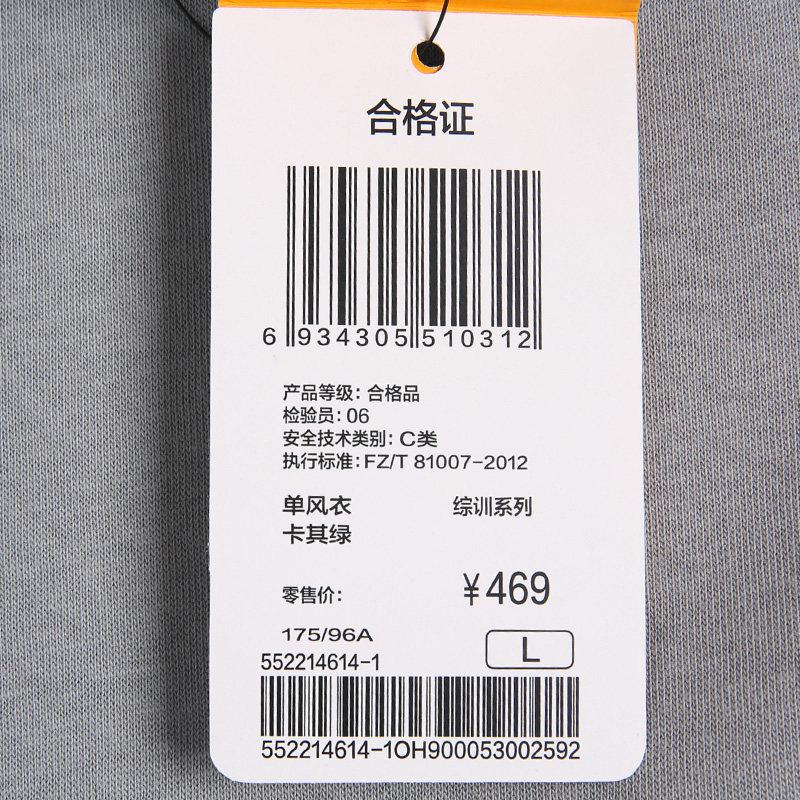 合格证
6 934305 510312
产品等级：合格品
检验员：06
安全技术类别：C类
执行标准：FZ/T 81007-2012
单风衣 综训系列
卡其绿
零售价： ¥469
175/96A
552214614-1 L
552214614-1OH900053002592